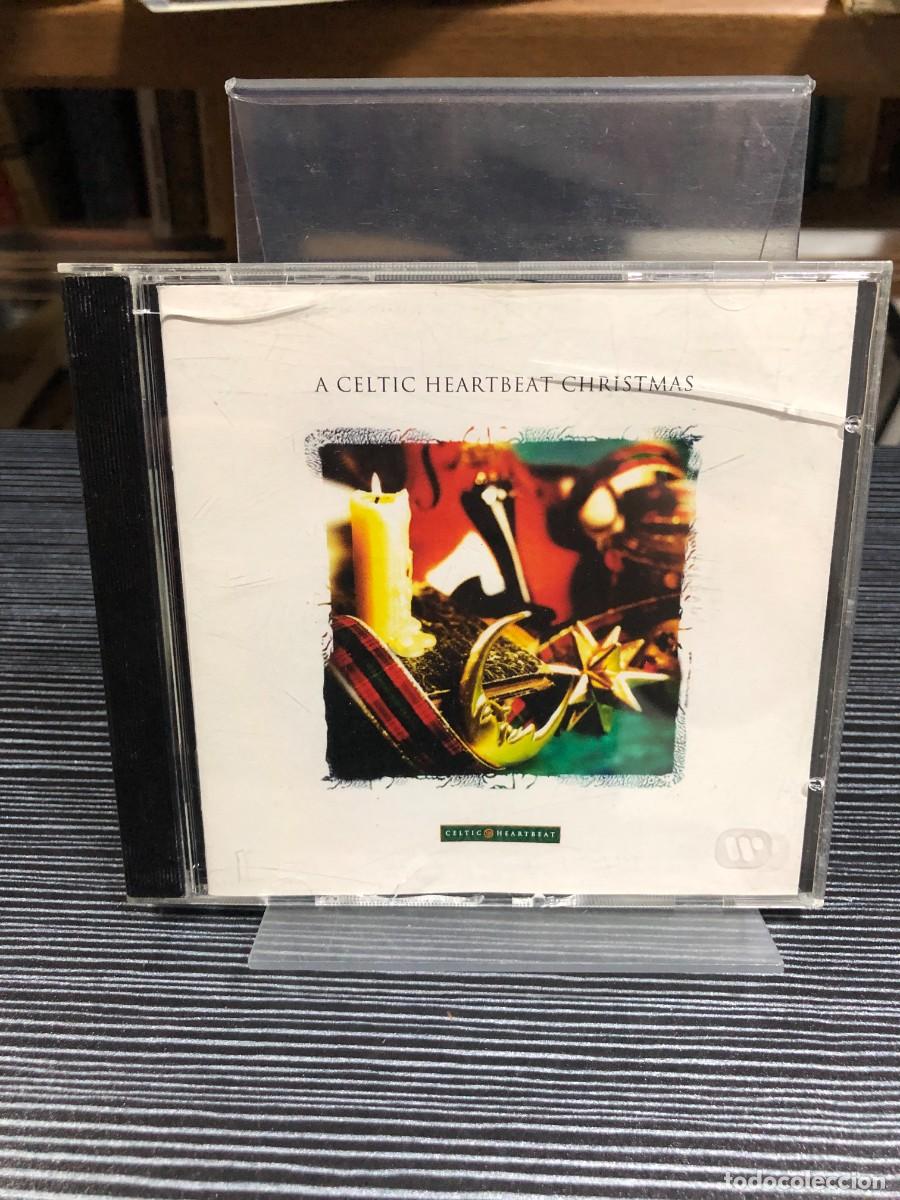 A CELTIC HEARTBEAT CHRISTMAS
CELTIC HEARTBEAT
todocoleccion